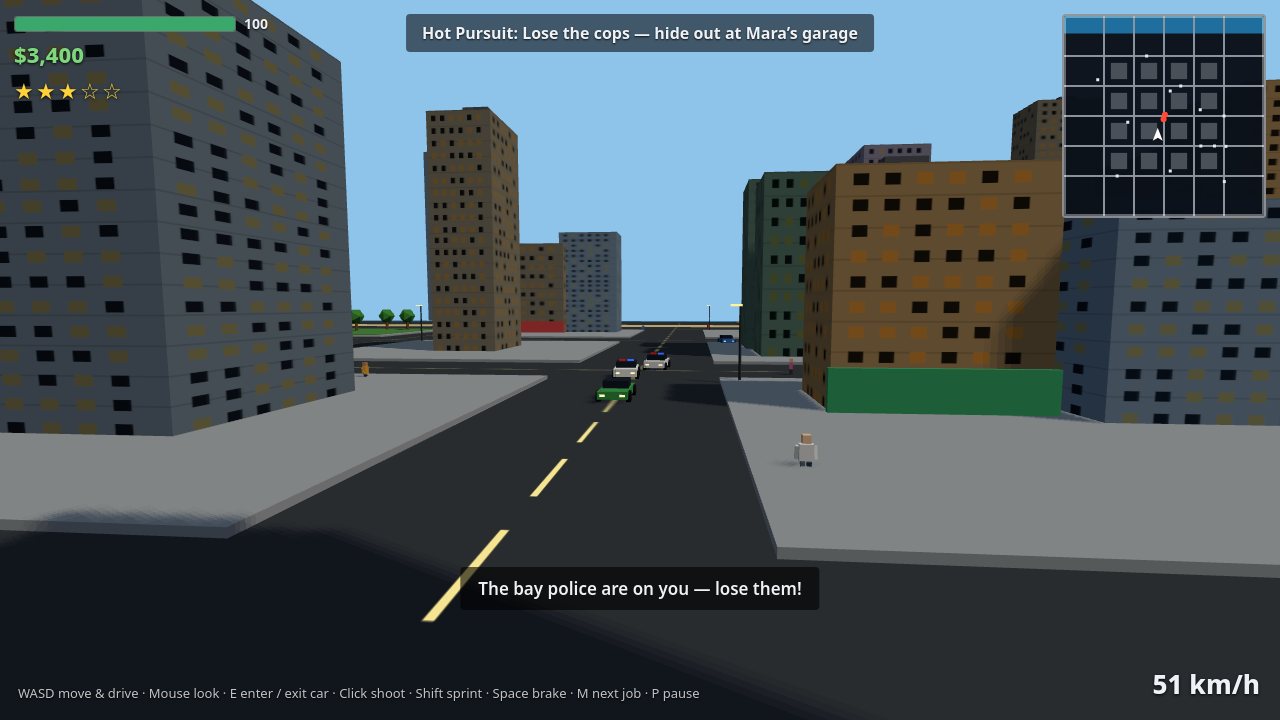 100
Hot Pursuit: Lose the cops — hide out at Mara’s garage
$3,400
The bay police are on you — lose them!
WASD move & drive · Mouse look · E enter / exit car · Click shoot · Shift sprint · Space brake · M next job · P pause
51 km/h